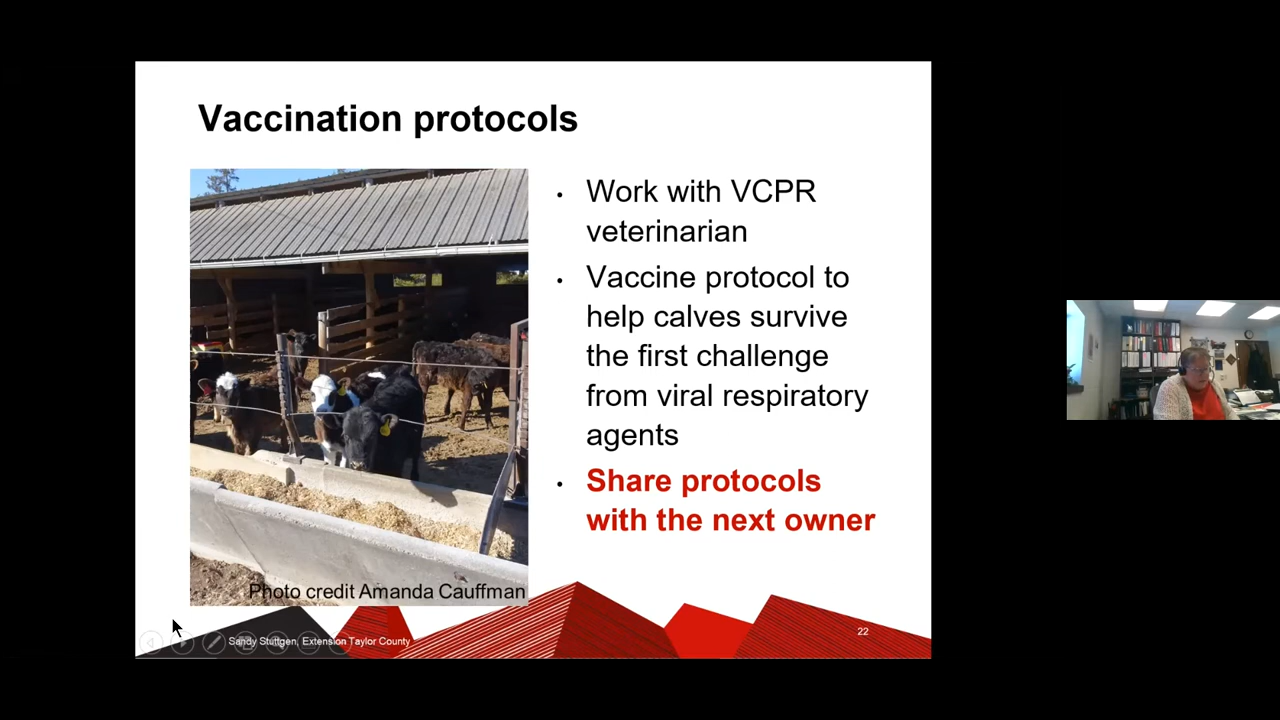 Vaccination protocols
• Work with VCPR
veterinarian
• Vaccine protocol to
help calves survive
the first challenge
from viral respiratory
agents
• Share protocols
with the next owner
Photo credit Amanda Cauffman
Sandy Stuttgen, Extension Taylor County
22